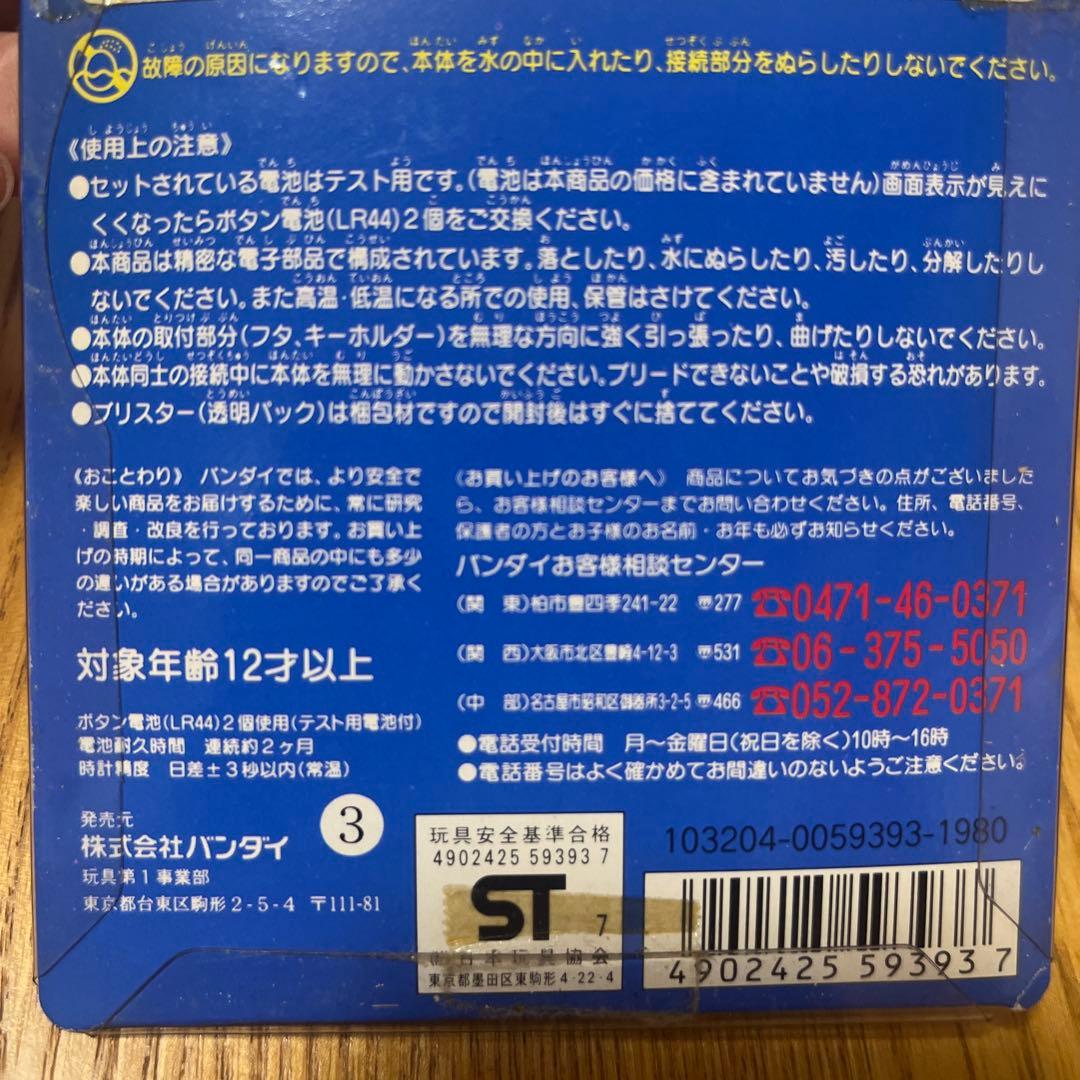 故障の原因になりますので、本体を水の中に入れたり、接続部分をぬらしたりしないでください。
《使用上の注意》
●セットされている電池はテスト用です。(電池は本商品の価格に含まれていません)画面表示が見えに
くくなったらボタン電池(LR44)2個をご交換ください。
●本商品は精密な電子部品で構成されています。落としたり、水にぬらしたり、汚したり、分解したりし
ないでください。また高温・低温になる所での使用、保管はさけてください。
●本体の取付部分(フタ、キーホルダー)を無理な方向に強く引っ張ったり、曲げたりしないでください。
●本体同士の接続中に本体を無理に動かさないでください。ブリードできないことや破損する恐れがあります。
●ブリスター(透明パック)は梱包材ですので開封後はすぐに捨ててください。
《おことわり》 バンダイでは、より安全で
楽しい商品をお届けするために、常に研究
・調査・改良を行っております。お買い上
げの時期によって、同一商品の中にも多少
の違いがある場合がありますのでご了承く
ださい。
対象年齢12才以上
ボタン電池(LR44)2個使用(テスト用電池付)
電池耐久時間 連続約2ヶ月
時計精度 日差±3秒以内(常温)
発売元
株式会社バンダイ
玩具第1事業部
東京都台東区駒形2-5-4 〒111-81
③
《お買い上げのお客様へ》 商品についてお気づきの点がございました
ら、お客様相談センターまでお問い合わせください。住所、電話番号、
保護者の方とお子様のお名前・お年も必ずお知らせください。
バンダイお客様相談センター
(関 東)柏市豊四季241-22 〒277 ☎0471-46-0371
(関 西)大阪市北区豊崎4-12-3 〒531 ☎06-375-5050
(中 部)名古屋市昭和区御器所3-2-5 〒466 ☎052-872-0371
●電話受付時間 月～金曜日(祝日を除く)10時～16時
●電話番号はよく確かめてお間違いのないようご注意ください。
玩具安全基準合格
4902425 59393 7
ST 7
日本玩具協会
東京都墨田区東駒形4-22-4
103204-0059393-1980
4902425 593937